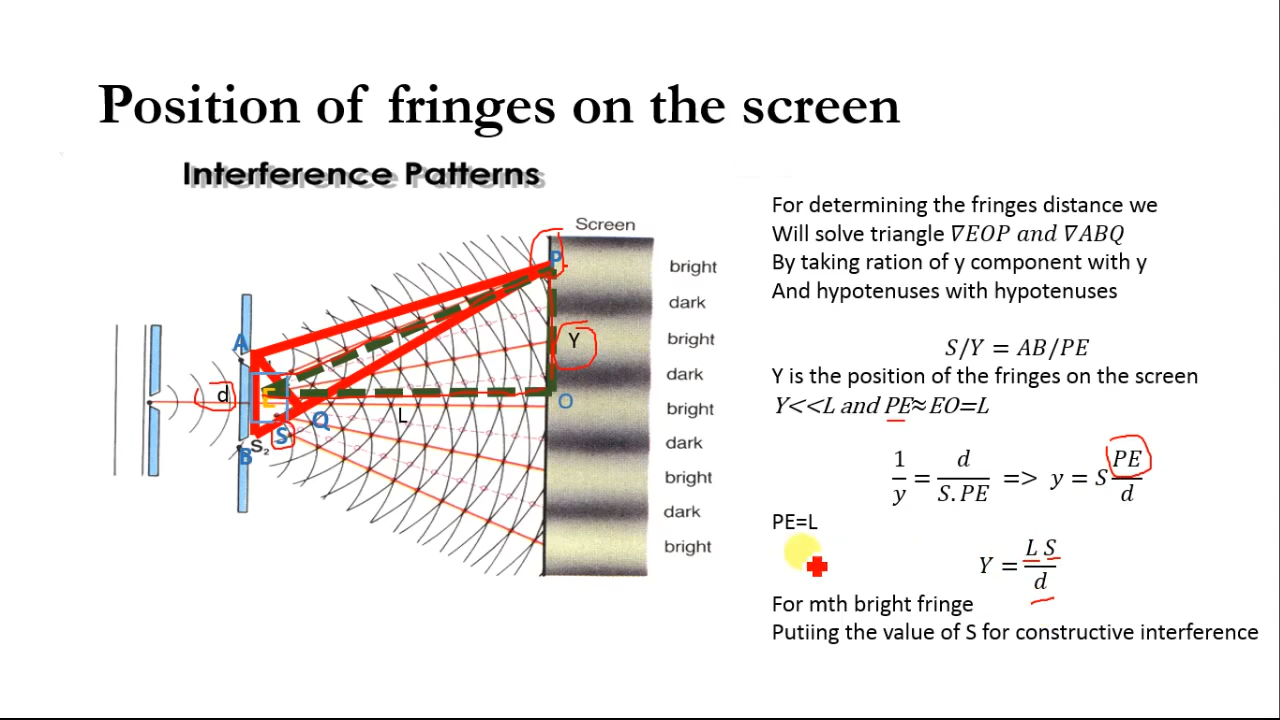 Position of fringes on the screen
Interference Patterns
Screen
P
bright
dark
bright
Y
dark
A
d
E
O
bright
L
Q
S
S₂
B
dark
bright
dark
bright
For determining the fringes distance we
Will solve triangle ∇EOP and ∇ABQ
By taking ration of y component with y
And hypotenuses with hypotenuses
S/Y = AB/PE
Y is the position of the fringes on the screen
Y<<L and PE≈EO=L
1/y = d/S.PE => y = S PE/d
PE=L
Y = L S/d
For mth bright fringe
Putiing the value of S for constructive interference